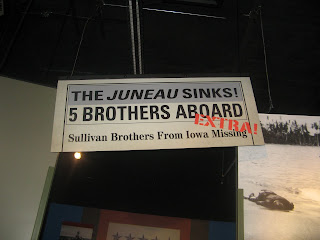 THE JUNEAU SINKS!
5 BROTHERS ABOARD
EXTRA!
Sullivan Brothers From Iowa Missing